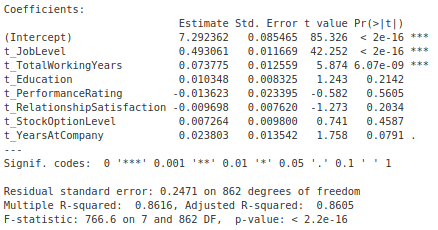 Coefficients:
                          Estimate Std. Error t value Pr(>|t|)
(Intercept)               7.292362   0.085465  85.326  < 2e-16 ***
t_JobLevel                0.493061   0.011669  42.252  < 2e-16 ***
t_TotalWorkingYears       0.073775   0.012559   5.874 6.07e-09 ***
t_Education               0.010348   0.008325   1.243   0.2142
t_PerformanceRating      -0.013623   0.023395  -0.582   0.5605
t_RelationshipSatisfaction -0.009698   0.007620  -1.273   0.2034
t_StockOptionLevel        0.007264   0.009800   0.741   0.4587
t_YearsAtCompany          0.023803   0.013542   1.758   0.0791 .
---
Signif. codes:  0 '***' 0.001 '**' 0.01 '*' 0.05 '.' 0.1 ' ' 1
Residual standard error: 0.2471 on 862 degrees of freedom
Multiple R-squared:  0.8616, Adjusted R-squared:  0.8605
F-statistic: 766.6 on 7 and 862 DF,  p-value: < 2.2e-16